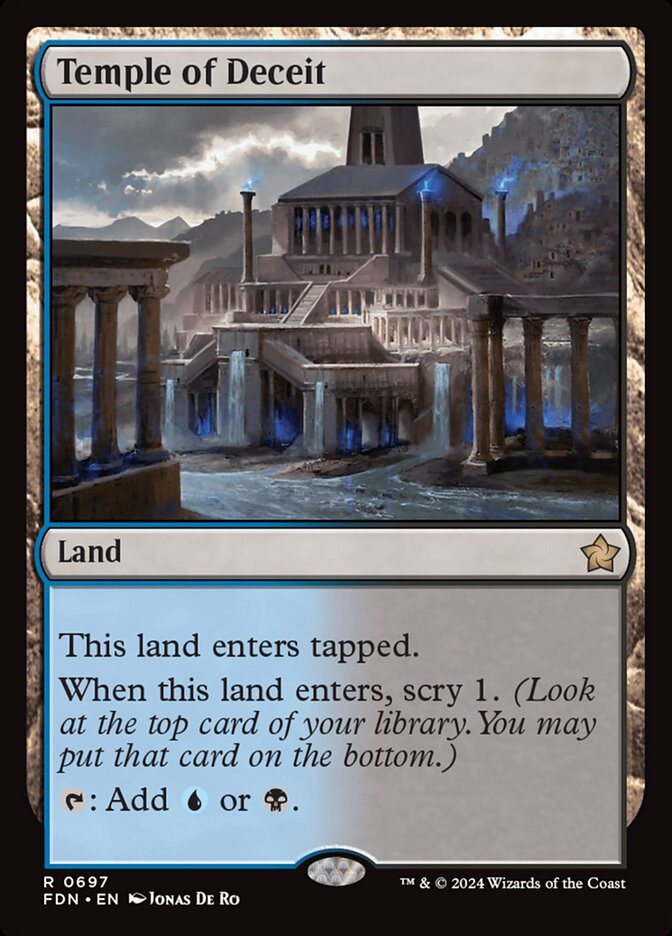 Temple of Deceit
Land
This land enters tapped.
When this land enters, scry 1. (Look
at the top card of your library. You may
put that card on the bottom.)
: Add or .
R 0697
FDN • EN Jonas De Ro
™ & © 2024 Wizards of the Coast